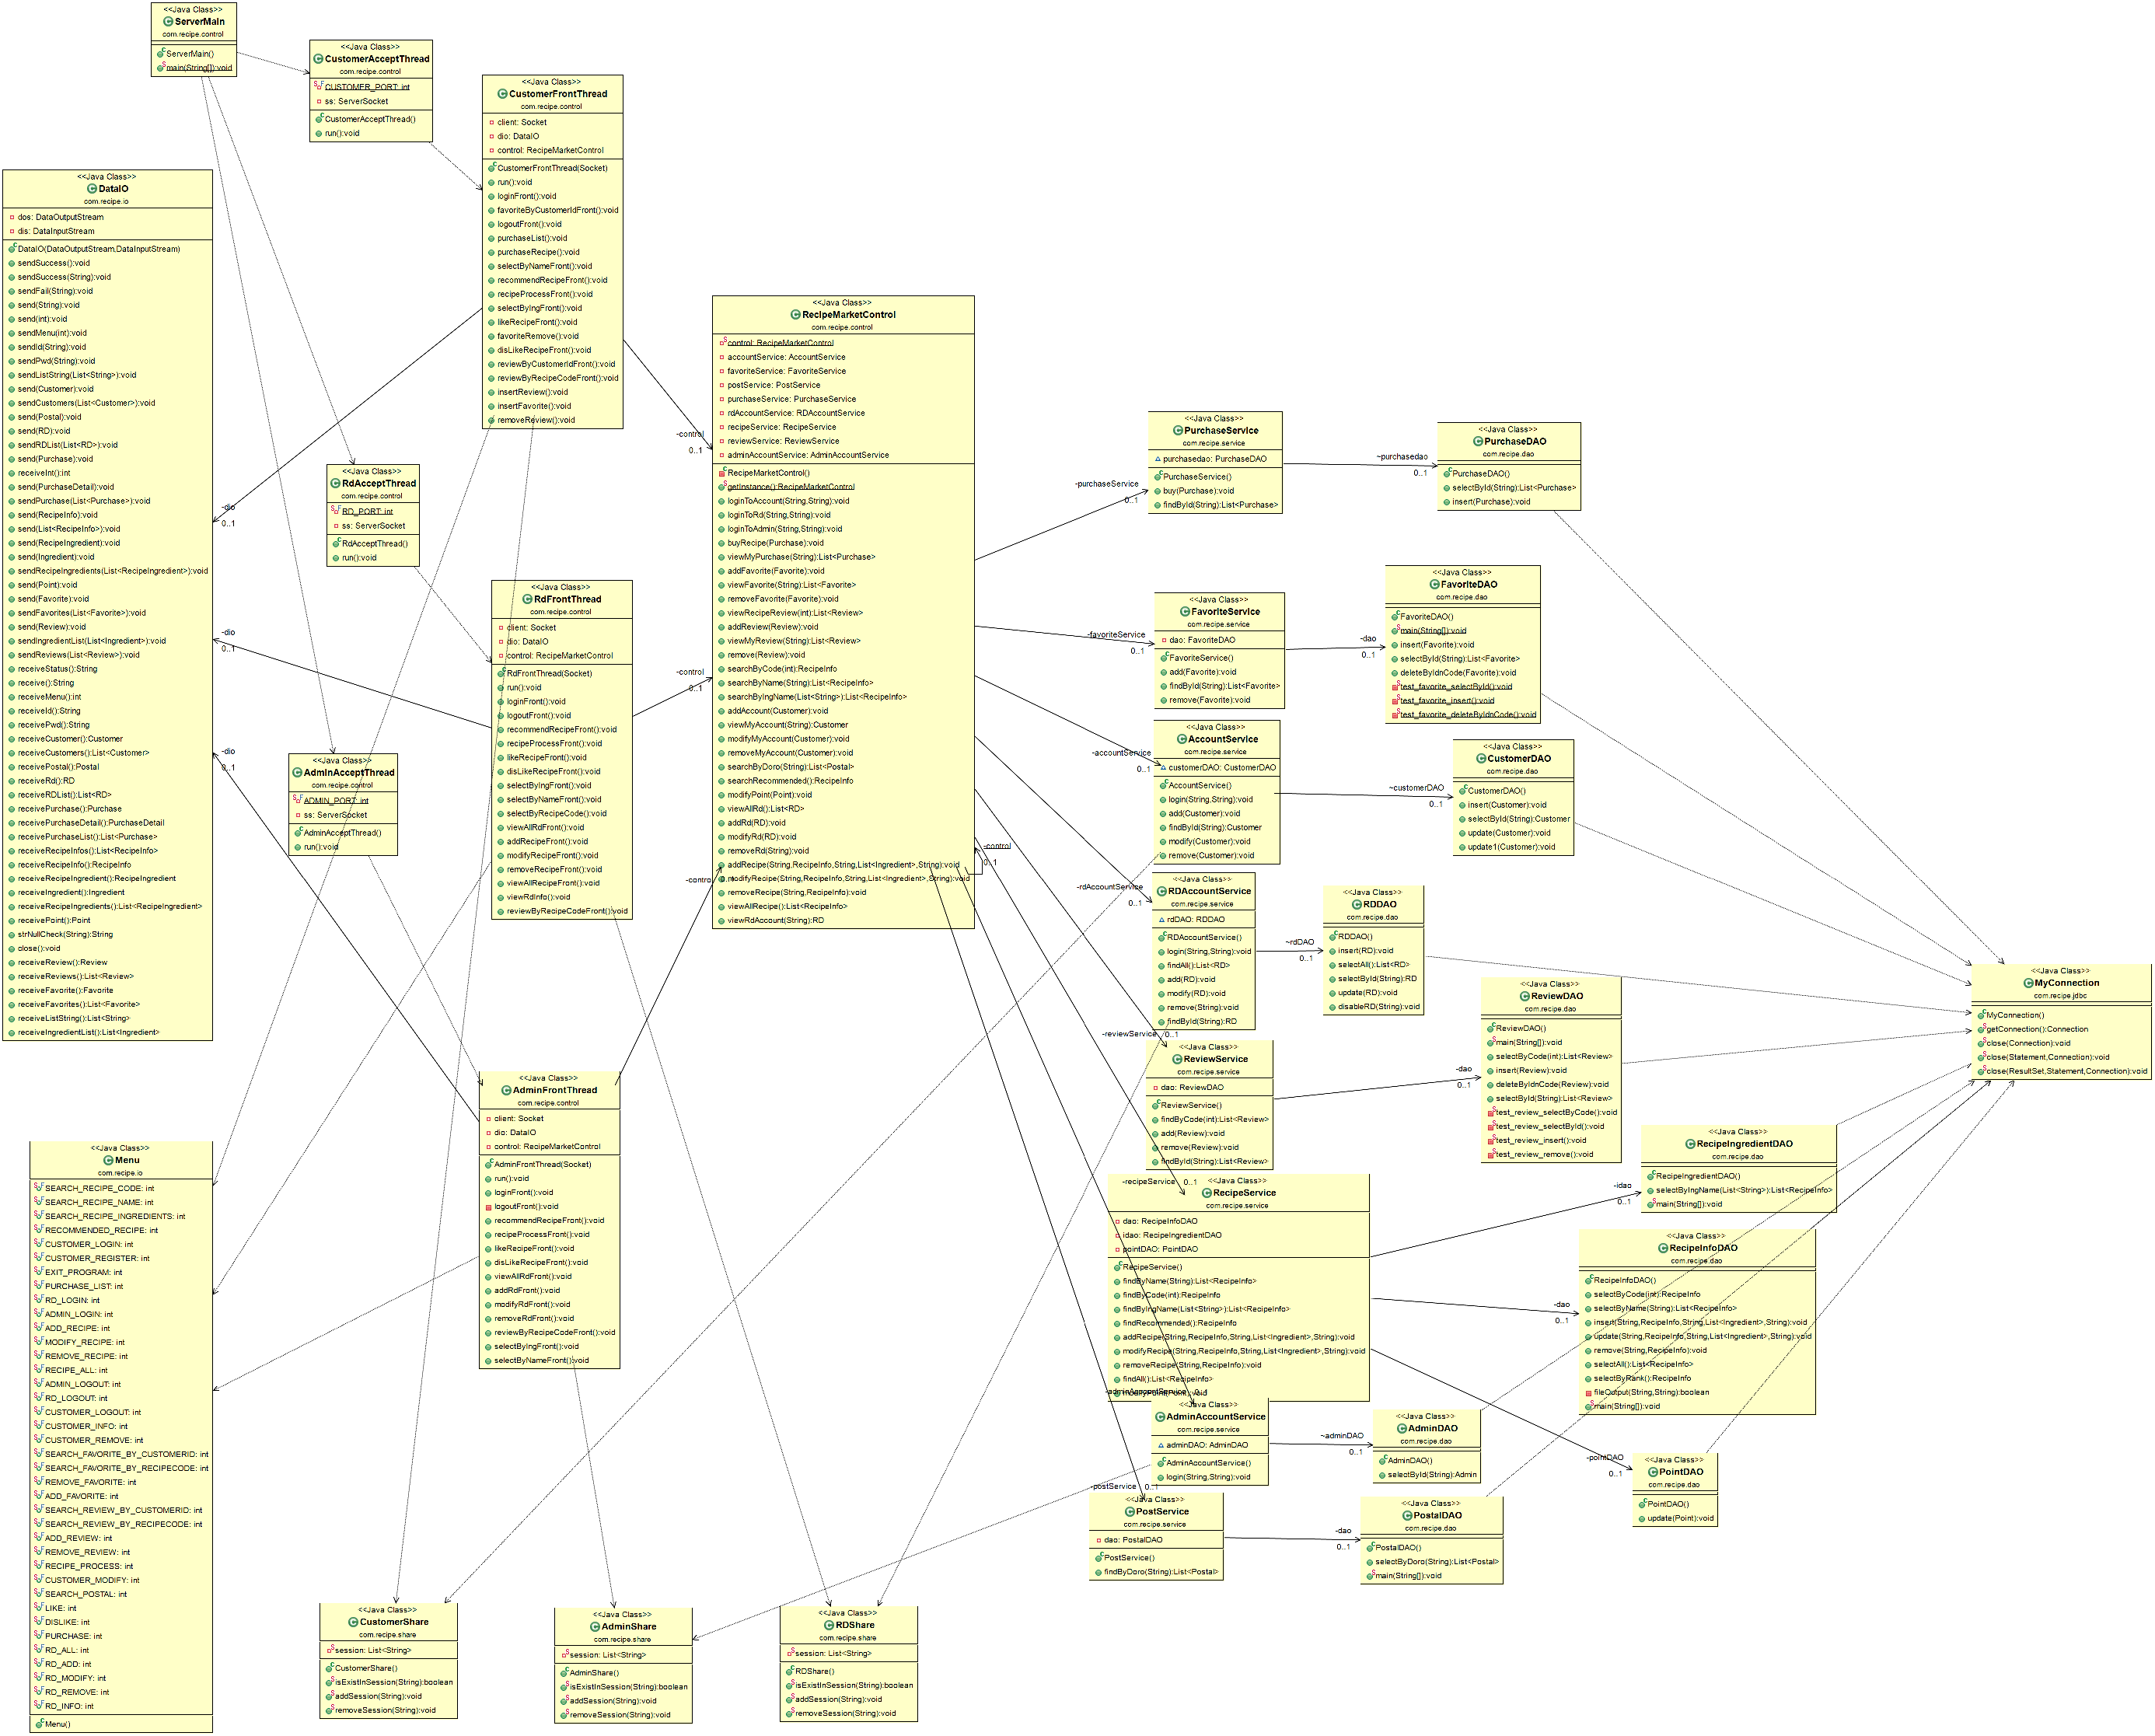 <<Java Class>>
ServerMain
com.recipe.control
ServerMain()
main(String[]):void
<<Java Class>>
CustomerAcceptThread
com.recipe.control
CUSTOMER_PORT: int
ss: ServerSocket
CustomerAcceptThread()
run():void
<<Java Class>>
CustomerFrontThread
com.recipe.control
client: Socket
dio: DataIO
control: RecipeMarketControl
CustomerFrontThread(Socket)
run():void
loginFront():void
favoriteByCustomerIdFront():void
logoutFront():void
purchaseList():void
purchaseRecipe():void
selectByNameFront():void
recommendRecipeFront():void
recipeProcessFront():void
selectByIngFront():void
likeRecipeFront():void
favoriteRemove():void
disLikeRecipeFront():void
reviewByCustomerIdFront():void
reviewByRecipeCodeFront():void
insertReview():void
insertFavorite():void
removeReview():void
<<Java Class>>
DataIO
com.recipe.io
dos: DataOutputStream
dis: DataInputStream
DataIO(DataOutputStream,DataInputStream)
sendSuccess():void
sendSuccess(String):void
sendFail(String):void
send(String):void
send(int):void
sendMenu(int):void
sendId(String):void
sendPwd(String):void
sendListString(List<String>):void
send(Customer):void
sendCustomers(List<Customer>):void
send(Postal):void
send(RD):void
sendRDList(List<RD>):void
send(Purchase):void
receiveInt():int
send(PurchaseDetail):void
sendPurchase(List<Purchase>):void
send(RecipeInfo):void
send(List<RecipeInfo>):void
send(RecipeIngredient):void
send(Ingredient):void
sendRecipeIngredients(List<RecipeIngredient>):void
send(Point):void
send(Favorite):void
sendFavorites(List<Favorite>):void
send(Review):void
sendIngredientList(List<Ingredient>):void
sendReviews(List<Review>):void
receiveStatus():String
receive():String
receiveMenu():int
receiveId():String
receivePwd():String
receiveCustomer():Customer
receiveCustomers():List<Customer>
receivePostal():Postal
receiveRd():RD
receiveRDList():List<RD>
receivePurchase():Purchase
receivePurchaseDetail():PurchaseDetail
receivePurchaseList():List<Purchase>
receiveRecipeInfos():List<RecipeInfo>
receiveRecipeInfo():RecipeInfo
receiveRecipeIngredient():RecipeIngredient
receiveIngredient():Ingredient
receiveRecipeIngredients():List<RecipeIngredient>
receivePoint():Point
strNullCheck(String):String
close():void
receiveReview():Review
receiveReviews():List<Review>
receiveFavorite():Favorite
receiveFavorites():List<Favorite>
receiveListString():List<String>
receiveIngredientList():List<Ingredient>
-dio
0..1
-dio
0..1
-dio
0..1
<<Java Class>>
RdAcceptThread
com.recipe.control
RD_PORT: int
ss: ServerSocket
RdAcceptThread()
run():void
<<Java Class>>
RdFrontThread
com.recipe.control
client: Socket
dio: DataIO
control: RecipeMarketControl
RdFrontThread(Socket)
run():void
loginFront():void
logoutFront():void
recommendRecipeFront():void
recipeProcessFront():void
likeRecipeFront():void
disLikeRecipeFront():void
selectByIngFront():void
selectByNameFront():void
selectByRecipeCode():void
viewAllRdFront():void
addRecipeFront():void
modifyRecipeFront():void
removeRecipeFront():void
viewAllRecipeFront():void
viewRdInfo():void
reviewByRecipeCodeFront():void
<<Java Class>>
AdminAcceptThread
com.recipe.control
ADMIN_PORT: int
ss: ServerSocket
AdminAcceptThread()
run():void
<<Java Class>>
AdminFrontThread
com.recipe.control
client: Socket
dio: DataIO
control: RecipeMarketControl
AdminFrontThread(Socket)
run():void
loginFront():void
logoutFront():void
recommendRecipeFront():void
recipeProcessFront():void
likeRecipeFront():void
disLikeRecipeFront():void
viewAllRdFront():void
addRdFront():void
modifyRdFront():void
removeRdFront():void
reviewByRecipeCodeFront():void
selectByIngFront():void
selectByNameFront():void
<<Java Class>>
Menu
com.recipe.io
SEARCH_RECIPE_CODE: int
SEARCH_RECIPE_NAME: int
SEARCH_RECIPE_INGREDIENTS: int
RECOMMENDED_RECIPE: int
CUSTOMER_LOGIN: int
CUSTOMER_REGISTER: int
EXIT_PROGRAM: int
PURCHASE_LIST: int
RD_LOGIN: int
ADMIN_LOGIN: int
ADD_RECIPE: int
MODIFY_RECIPE: int
REMOVE_RECIPE: int
RECIPE_ALL: int
ADMIN_LOGOUT: int
RD_LOGOUT: int
CUSTOMER_LOGOUT: int
CUSTOMER_INFO: int
CUSTOMER_REMOVE: int
SEARCH_FAVORITE_BY_CUSTOMERID: int
SEARCH_FAVORITE_BY_RECIPECODE: int
REMOVE_FAVORITE: int
ADD_FAVORITE: int
SEARCH_REVIEW_BY_CUSTOMERID: int
SEARCH_REVIEW_BY_RECIPECODE: int
ADD_REVIEW: int
REMOVE_REVIEW: int
RECIPE_PROCESS: int
CUSTOMER_MODIFY: int
SEARCH_POSTAL: int
LIKE: int
DISLIKE: int
PURCHASE: int
RD_ALL: int
RD_ADD: int
RD_MODIFY: int
RD_REMOVE: int
RD_INFO: int
Menu()
<<Java Class>>
RecipeMarketControl
com.recipe.control
control: RecipeMarketControl
accountService: AccountService
favoriteService: FavoriteService
postService: PostService
purchaseService: PurchaseService
rdAccountService: RDAccountService
recipeService: RecipeService
reviewService: ReviewService
adminAccountService: AdminAccountService
RecipeMarketControl()
getInstance():RecipeMarketControl
loginToAccount(String,String):void
loginToRd(String,String):void
loginToAdmin(String,String):void
buyRecipe(Purchase):void
viewMyPurchase(String):List<Purchase>
addFavorite(Favorite):void
viewFavorite(String):List<Favorite>
removeFavorite(Favorite):void
viewRecipeReview(int):List<Review>
addReview(Review):void
viewMyReview(String):List<Review>
remove(Review):void
searchByCode(int):RecipeInfo
searchByName(String):List<RecipeInfo>
searchByIngName(List<String>):List<RecipeInfo>
addAccount(Customer):void
viewMyAccount(String):Customer
modifyMyAccount(Customer):void
removeMyAccount(Customer):void
searchByDoro(String):List<Postal>
searchRecommended():RecipeInfo
modifyPoint(Point):void
viewAllRd():List<RD>
addRd(RD):void
modifyRd(RD):void
removeRd(String):void
addRecipe(String,RecipeInfo,String,List<Ingredient>,String):void
modifyRecipe(String,RecipeInfo,String,List<Ingredient>,String):void
removeRecipe(String,RecipeInfo):void
viewAllRecipe():List<RecipeInfo>
viewRdAccount(String):RD
-control
0..1
-control
0..1
-control
-control
0..1
-purchaseService
0..1
-favoriteService
0..1
-accountService
0..1
-rdAccountService
0..1
-reviewService
0..1
-recipeService
0..1
-adminAccountService
-postService
0..1
<<Java Class>>
PurchaseService
com.recipe.service
purchasedao: PurchaseDAO
PurchaseService()
buy(Purchase):void
findById(String):List<Purchase>
~purchasedao
0..1
<<Java Class>>
PurchaseDAO
com.recipe.dao
PurchaseDAO()
selectById(String):List<Purchase>
insert(Purchase):void
<<Java Class>>
FavoriteService
com.recipe.service
dao: FavoriteDAO
FavoriteService()
add(Favorite):void
findById(String):List<Favorite>
remove(Favorite):void
-dao
0..1
<<Java Class>>
FavoriteDAO
com.recipe.dao
FavoriteDAO()
main(String[]):void
insert(Favorite):void
selectById(String):List<Favorite>
deleteByIdnCode(Favorite):void
test_favorite_selectById():void
test_favorite_insert():void
test_favorite_deleteByIdnCode():void
<<Java Class>>
AccountService
com.recipe.service
customerDAO: CustomerDAO
AccountService()
login(String,String):void
add(Customer):void
findById(String):Customer
modify(Customer):void
remove(Customer):void
~customerDAO
0..1
<<Java Class>>
CustomerDAO
com.recipe.dao
CustomerDAO()
insert(Customer):void
selectById(String):Customer
update(Customer):void
update1(Customer):void
<<Java Class>>
RDAccountService
com.recipe.service
rdDAO: RDDAO
RDAccountService()
login(String,String):void
findAll():List<RD>
add(RD):void
modify(RD):void
remove(String):void
findById(String):RD
~rdDAO
0..1
<<Java Class>>
RDDAO
com.recipe.dao
RDDAO()
insert(RD):void
selectAll():List<RD>
selectById(String):RD
update(RD):void
disableRD(String):void
<<Java Class>>
ReviewService
com.recipe.service
dao: ReviewDAO
ReviewService()
findByCode(int):List<Review>
add(Review):void
remove(Review):void
findById(String):List<Review>
-dao
0..1
<<Java Class>>
ReviewDAO
com.recipe.dao
ReviewDAO()
main(String[]):void
selectByCode(int):List<Review>
insert(Review):void
deleteByIdnCode(Review):void
selectById(String):List<Review>
test_review_selectByCode():void
test_review_selectById():void
test_review_insert():void
test_review_remove():void
<<Java Class>>
MyConnection
com.recipe.jdbc
MyConnection()
getConnection():Connection
close(Connection):void
close(Statement,Connection):void
close(ResultSet,Statement,Connection):void
<<Java Class>>
RecipeService
com.recipe.service
dao: RecipeInfoDAO
idao: RecipeIngredientDAO
pointDAO: PointDAO
RecipeService()
findByName(String):List<RecipeInfo>
findByCode(int):RecipeInfo
findByIngName(List<String>):List<RecipeInfo>
findRecommended():RecipeInfo
addRecipe(String,RecipeInfo,String,List<Ingredient>,String):void
modifyRecipe(String,RecipeInfo,String,List<Ingredient>,String):void
removeRecipe(String,RecipeInfo):void
findAll():List<RecipeInfo>
modifyPoint(Point):void
-idao
0..1
-dao
0..1
-pointDAO
0..1
<<Java Class>>
RecipeIngredientDAO
com.recipe.dao
RecipeIngredientDAO()
selectByIngName(List<String>):List<RecipeInfo>
main(String[]):void
<<Java Class>>
RecipeInfoDAO
com.recipe.dao
RecipeInfoDAO()
selectByCode(int):RecipeInfo
selectByName(String):List<RecipeInfo>
insert(String,RecipeInfo,String,List<Ingredient>,String):void
update(String,RecipeInfo,String,List<Ingredient>,String):void
remove(String,RecipeInfo):void
selectAll():List<RecipeInfo>
selectByRank():RecipeInfo
fileOutput(String,String):boolean
main(String[]):void
<<Java Class>>
AdminAccountService
com.recipe.service
adminDAO: AdminDAO
AdminAccountService()
login(String,String):void
~adminDAO
0..1
<<Java Class>>
AdminDAO
com.recipe.dao
AdminDAO()
selectById(String):Admin
<<Java Class>>
PointDAO
com.recipe.dao
PointDAO()
update(Point):void
<<Java Class>>
PostService
com.recipe.service
dao: PostalDAO
PostService()
findByDoro(String):List<Postal>
-dao
0..1
<<Java Class>>
PostalDAO
com.recipe.dao
PostalDAO()
selectByDoro(String):List<Postal>
main(String[]):void
<<Java Class>>
CustomerShare
com.recipe.share
session: List<String>
CustomerShare()
isExistInSession(String):boolean
addSession(String):void
removeSession(String):void
<<Java Class>>
AdminShare
com.recipe.share
session: List<String>
AdminShare()
isExistInSession(String):boolean
addSession(String):void
removeSession(String):void
<<Java Class>>
RDShare
com.recipe.share
session: List<String>
RDShare()
isExistInSession(String):boolean
addSession(String):void
removeSession(String):void